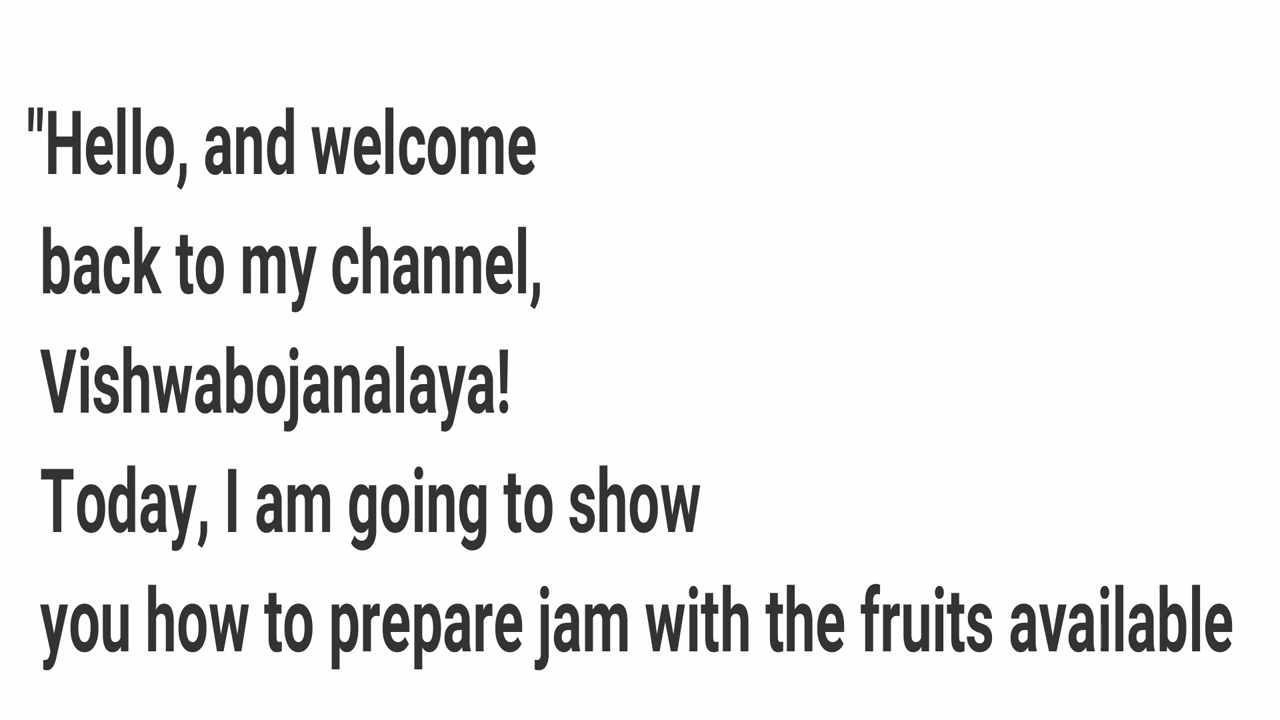 "Hello, and welcome
back to my channel,
Vishwabojanalaya!
Today, I am going to show
you how to prepare jam with the fruits available